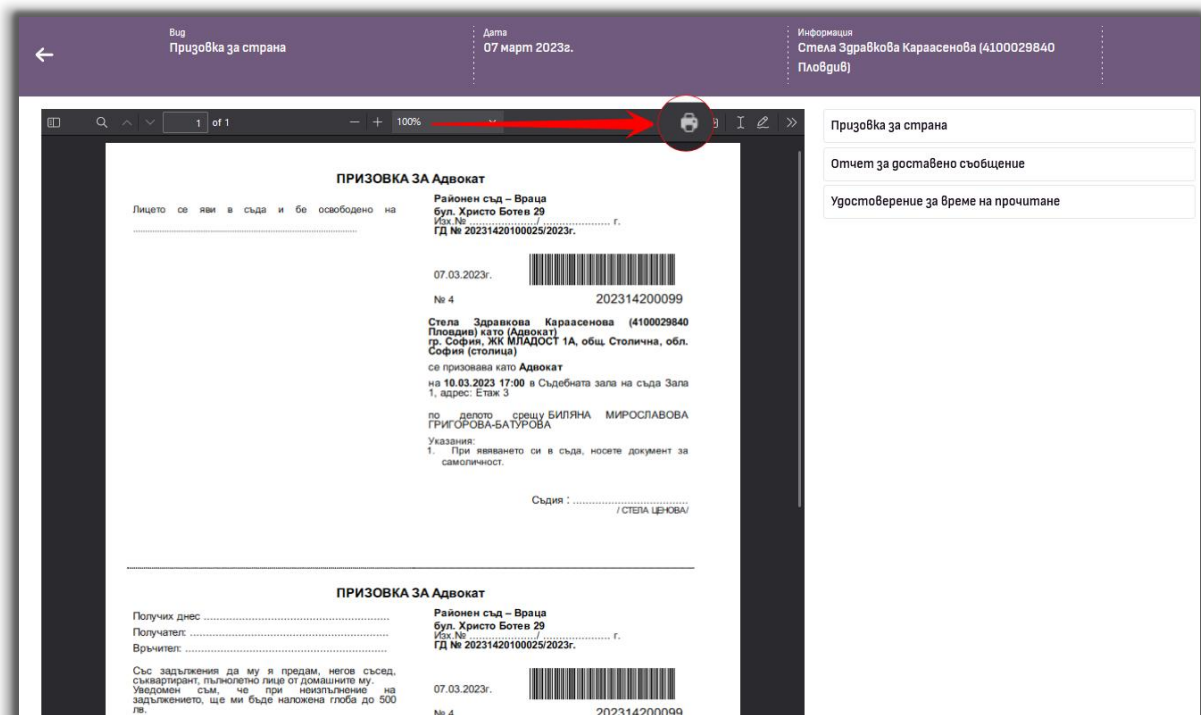 Вид
Призовка за страна
Дата
07 март 2023г.
Информация
Стела Здравкова Караасенова (4100029840
Пловдив)
1 of 1
100%
Призовка за страна
Отчет за доставено съобщение
Удостоверение за време на прочитане
ПРИЗОВКА ЗА Адвокат
Лицето се яви в съда и бе освободено на
Районен съд – Враца
бул. Христо Ботев 29
Изх.№ ..................../ .................... г.
ГД № 20231420100025/2023г.
07.03.2023г.
№ 4 202314200099
Стела Здравкова Караасенова (4100029840
Пловдив) като (Адвокат)
гр. София, ЖК МЛАДОСТ 1А, общ. Столична, обл.
София (столица)
се призовава като Адвокат
на 10.03.2023 17:00 в Съдебната зала на съда Зала
1, адрес: Етаж 3
по делото срещу БИЛЯНА МИРОСЛАВОВА
ГРИГОРОВА-БАТУРОВА
Указания:
1. При явяването си в съда, носете документ за
самоличност.
Съдия : ..................................
/ СТЕЛА ЦЕНОВА/
ПРИЗОВКА ЗА Адвокат
Получих днес ......................................................
Получател: ..........................................................
Връчител: ...........................................................
Със задължения да му я предам, негов съсед,
съквартирант, пълнолетно лице от домашните му.
Уведомен съм, че при неизпълнение на
задължението, ще ми бъде наложена глоба до 500
лв.
Районен съд – Враца
бул. Христо Ботев 29
Изх.№ ..................../ .................... г.
ГД № 20231420100025/2023г.
07.03.2023г.
№ 4 202314200099